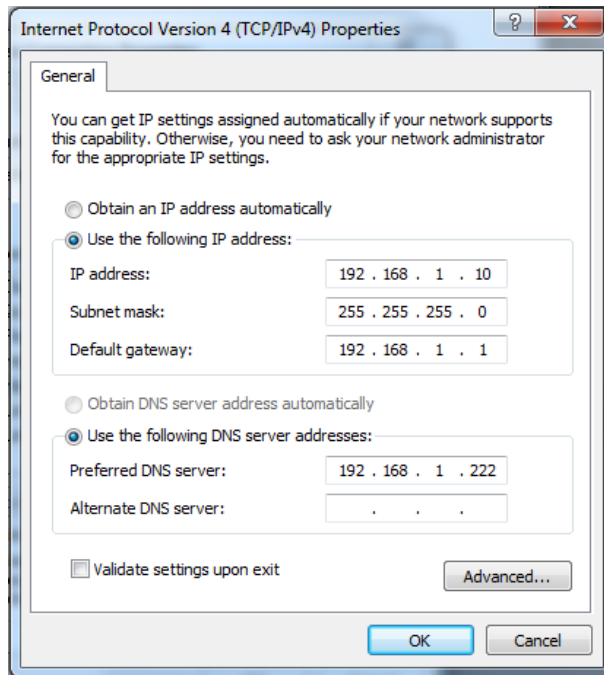 Internet Protocol Version 4 (TCP/IPv4) Properties
?
General
You can get IP settings assigned automatically if your network supports
this capability. Otherwise, you need to ask your network administrator
for the appropriate IP settings.
Obtain an IP address automatically
Use the following IP address:
IP address: 192 . 168 . 1 . 10
Subnet mask: 255 . 255 . 255 . 0
Default gateway: 192 . 168 . 1 . 1
Obtain DNS server address automatically
Use the following DNS server addresses:
Preferred DNS server: 192 . 168 . 1 . 222
Alternate DNS server: . . .
Validate settings upon exit
Advanced...
OK Cancel